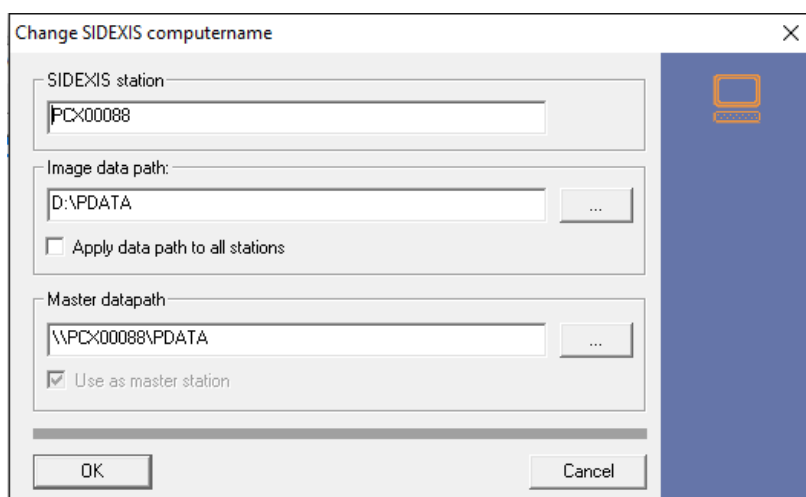 Change SIDEXIS computername
SIDEXIS station
PCX00088
Image data path:
D:\PDATA
...
Apply data path to all stations
Master datapath
\\PCX00088\PDATA
...
Use as master station
OK
Cancel